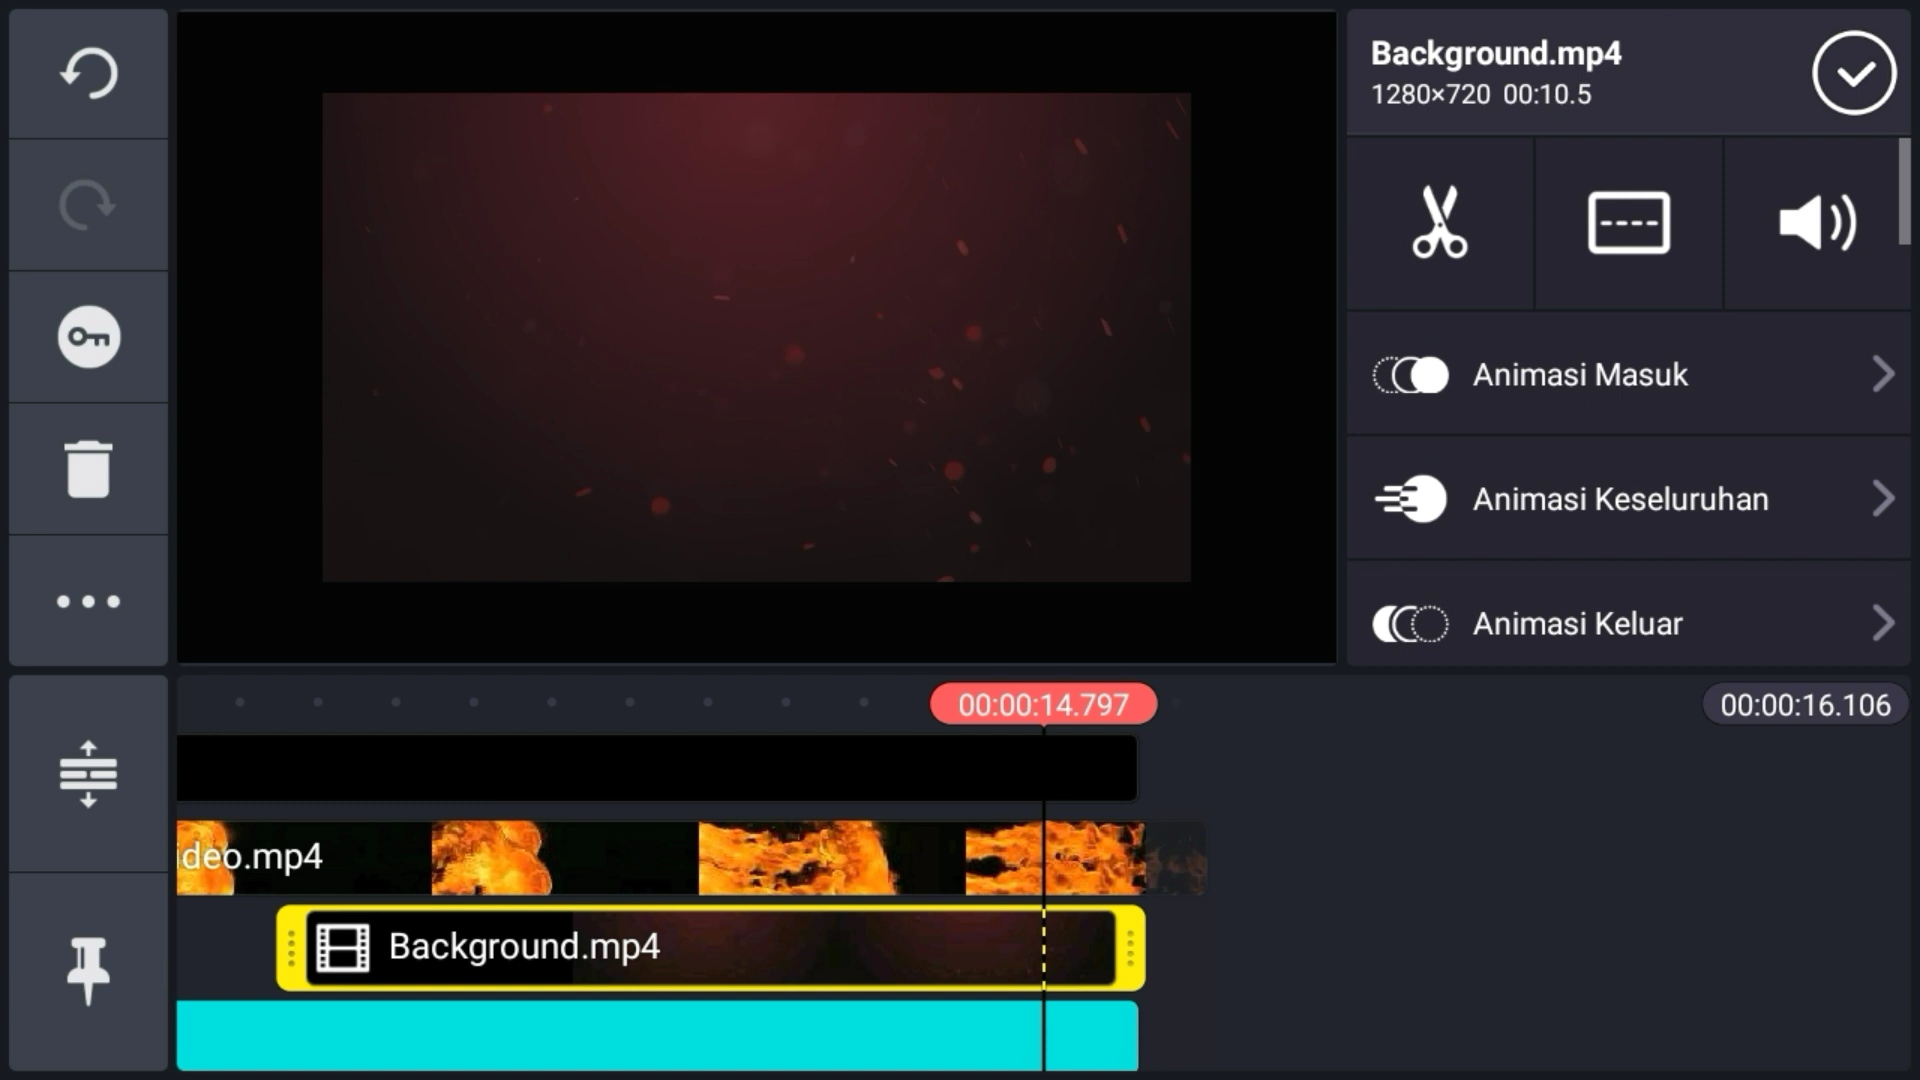 Background.mp4
1280×720 00:10.5
Animasi Masuk
Animasi Keseluruhan
Animasi Keluar
00:00:14.797
00:00:16.106
ideo.mp4
Background.mp4